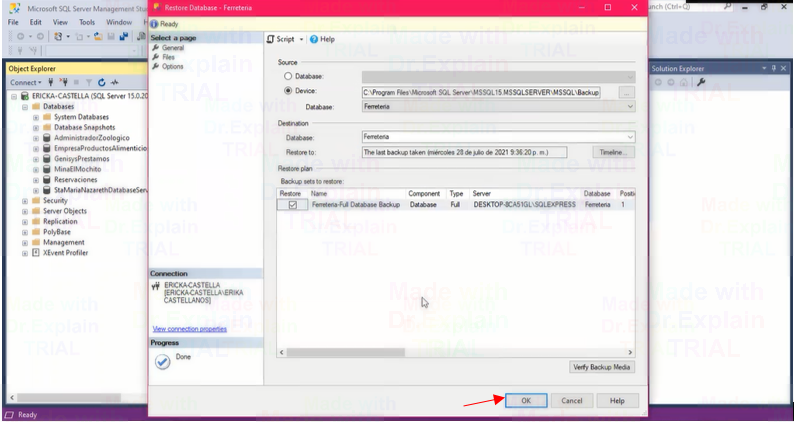 Microsoft SQL Server Management Stu
unch (Ctrl+Q)
File Edit View Tools Window
Object Explorer
Connect
ERICKA-CASTELLA (SQL Server 15.0.20
Databases
System Databases
Database Snapshots
AdministradorZoologico
EmpresaProductosAlimenticio
GenisysPrestamos
MinaElMochito
Reservaciones
StaMariaNazarethDatabaseServ
Security
Server Objects
Replication
PolyBase
Management
XEvent Profiler
Ready
Restore Database - Ferreteria
Ready
Select a page
General
Files
Options
Connection
ERICKA-CASTELLA
[ERICKA-CASTELLA\ERIKA
CASTELLANOS]
View connection properties
Progress
Done
Script Help
Source
Database:
Device: C:\Program Files\Microsoft SQL Server\MSSQL15.MSSQLSERVER\MSSQL\Backup ...
Database: Ferreteria
Destination
Database: Ferreteria
Restore to: The last backup taken (miércoles 28 de julio de 2021 9:36:20 p. m.) Timeline...
Restore plan
Backup sets to restore:
Restore Name Component Type Server Database Positi
Ferreteria-Full Database Backup Database Full DESKTOP-8CA51GL\SQLEXPRESS Ferreteria 1
Verify Backup Media
OK Cancel Help
Solution Explorer
Made with
Dr.Explain
TRIAL